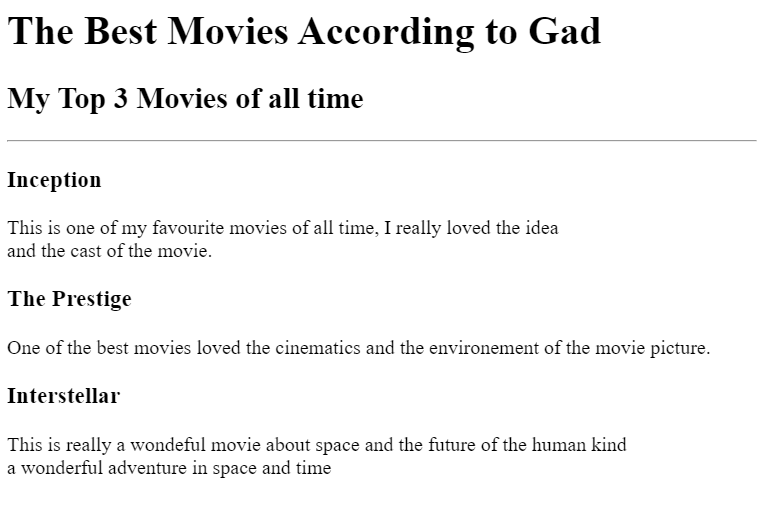 The Best Movies According to Gad
My Top 3 Movies of all time
Inception
This is one of my favourite movies of all time, I really loved the idea
and the cast of the movie.
The Prestige
One of the best movies loved the cinematics and the environement of the movie picture.
Interstellar
This is really a wondeful movie about space and the future of the human kind
a wonderful adventure in space and time